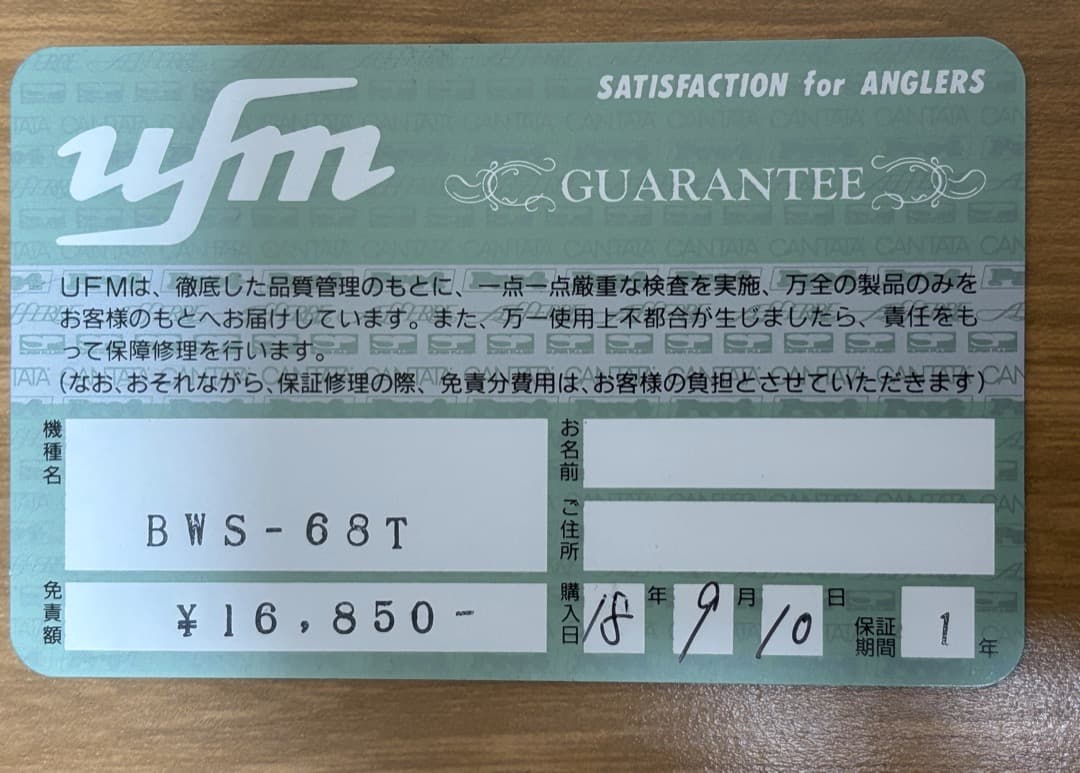 ufm
SATISFACTION for ANGLERS
GUARANTEE
UFMは、徹底した品質管理のもとに、一点一点厳重な検査を実施、万全の製品のみを
お客様のもとへお届けしています。また、万一使用上不都合が生じましたら、責任をも
って保障修理を行います。
(なお、おそれながら、保証修理の際、免責分費用は、お客様の負担とさせていただきます)
機種名
BWS-68T
免責額
¥16,850-
お名前
ご住所
購入日 18年 9月 10日
保証期間 1年